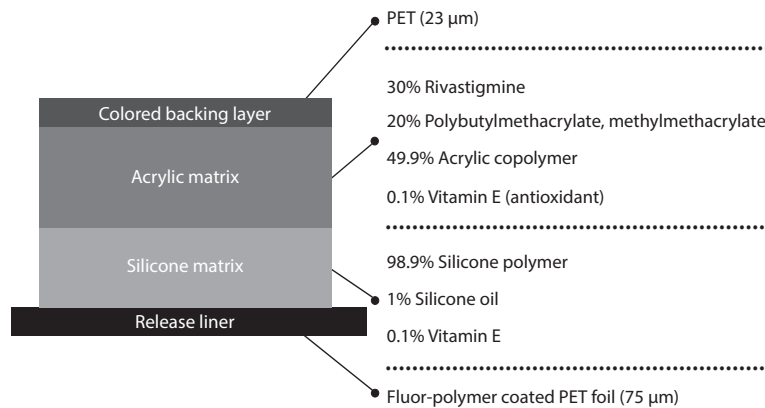 PET (23 µm)
Colored backing layer
30% Rivastigmine
20% Polybutylmethacrylate, methylmethacrylate
49.9% Acrylic copolymer
0.1% Vitamin E (antioxidant)
Acrylic matrix
Silicone matrix
98.9% Silicone polymer
1% Silicone oil
0.1% Vitamin E
Release liner
Fluor-polymer coated PET foil (75 µm)